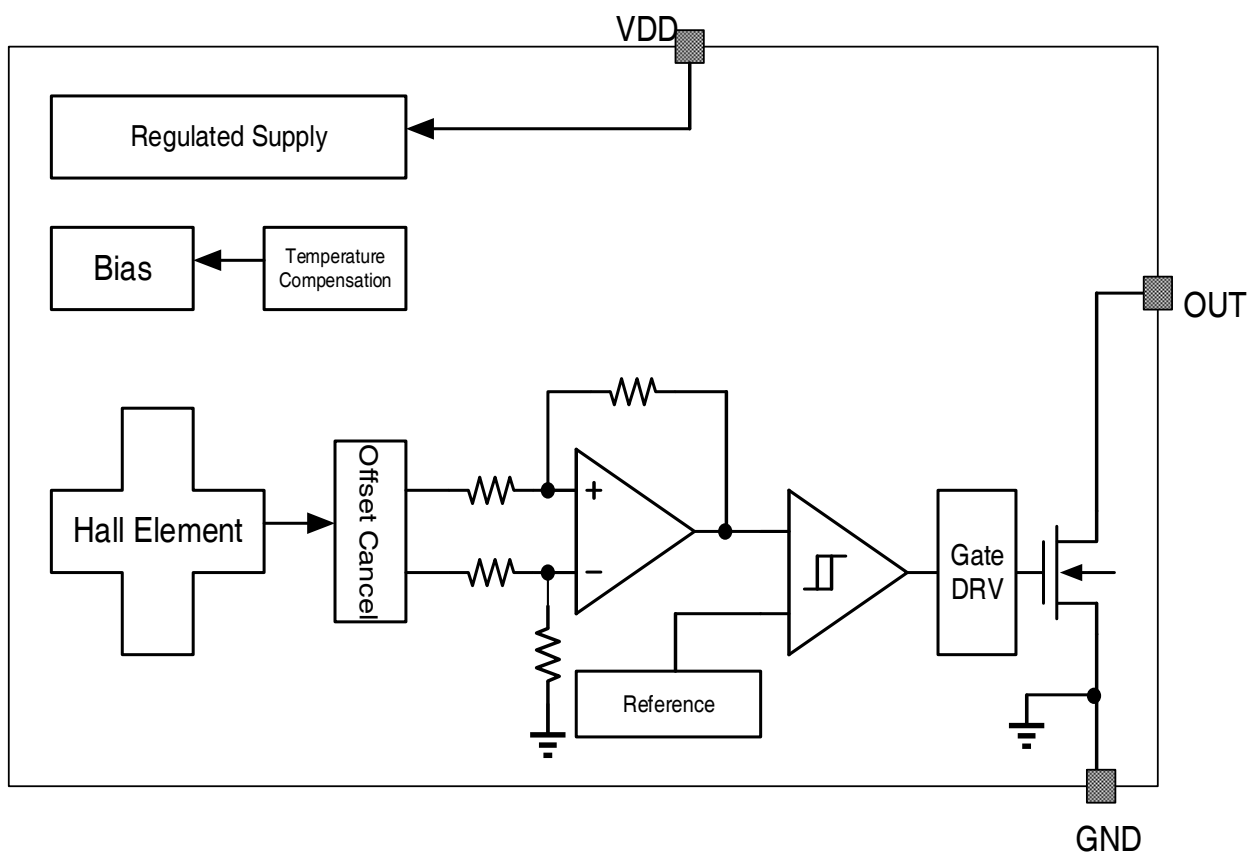 VDD
Regulated Supply
Bias
Temperature
Compensation
OUT
Hall Element
Offset Cancel
+
−
Gate
DRV
Reference
GND